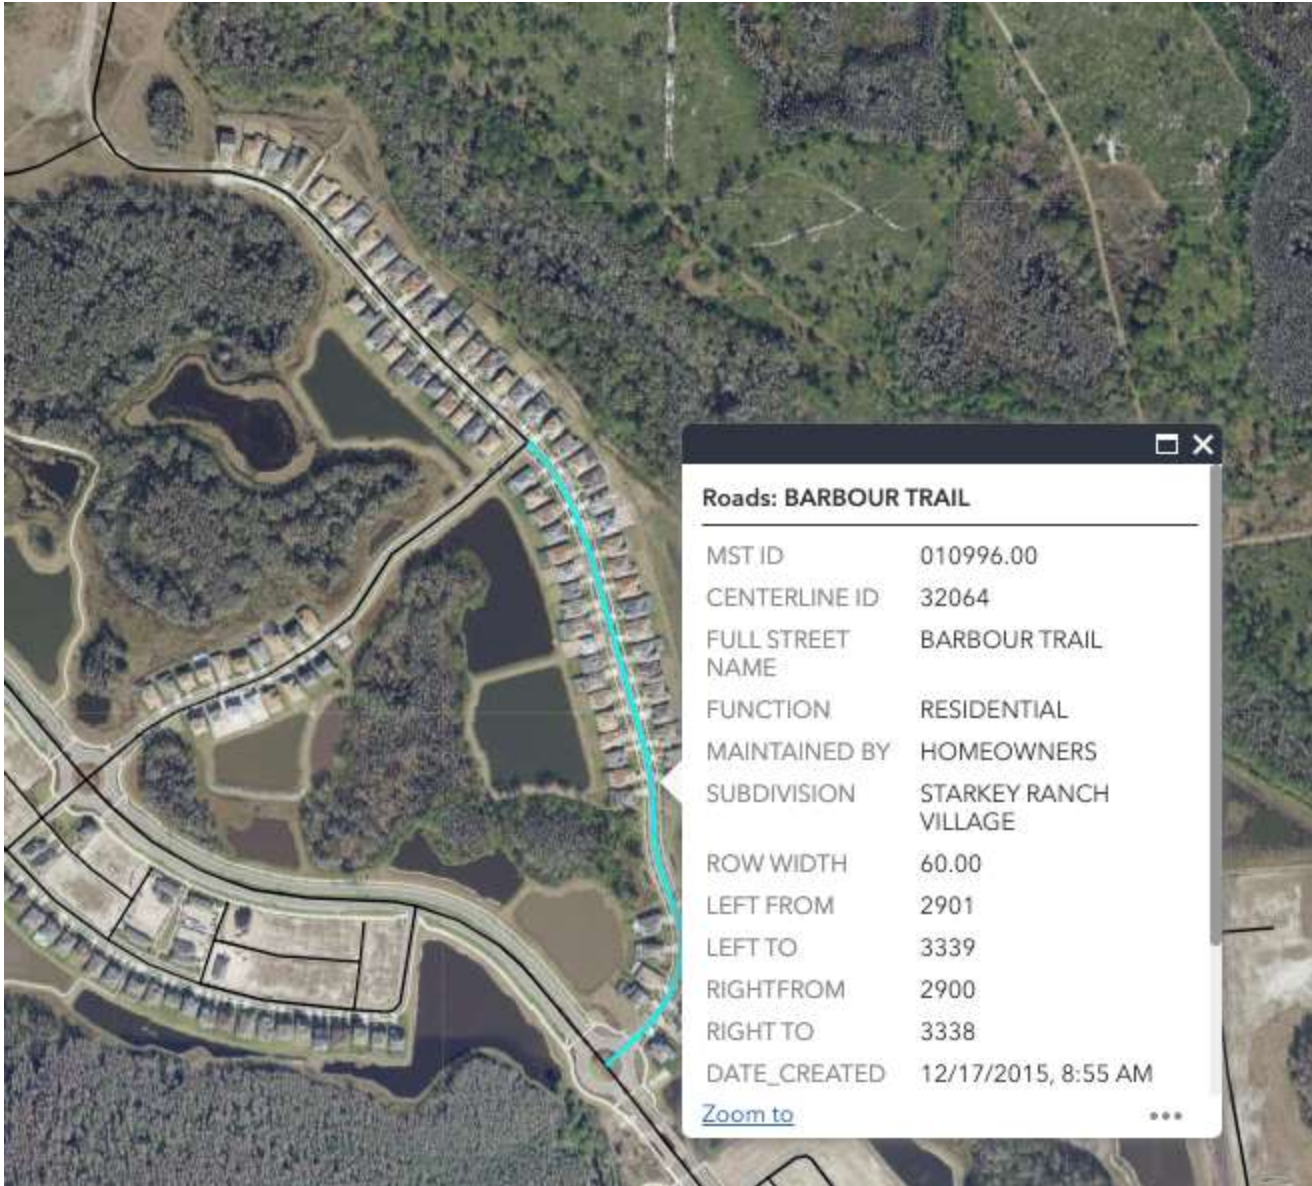 Roads: BARBOUR TRAIL
MST ID 010996.00
CENTERLINE ID 32064
FULL STREET BARBOUR TRAIL
NAME
FUNCTION RESIDENTIAL
MAINTAINED BY HOMEOWNERS
SUBDIVISION STARKEY RANCH
VILLAGE
ROW WIDTH 60.00
LEFT FROM 2901
LEFT TO 3339
RIGHTFROM 2900
RIGHT TO 3338
DATE_CREATED 12/17/2015, 8:55 AM
Zoom to